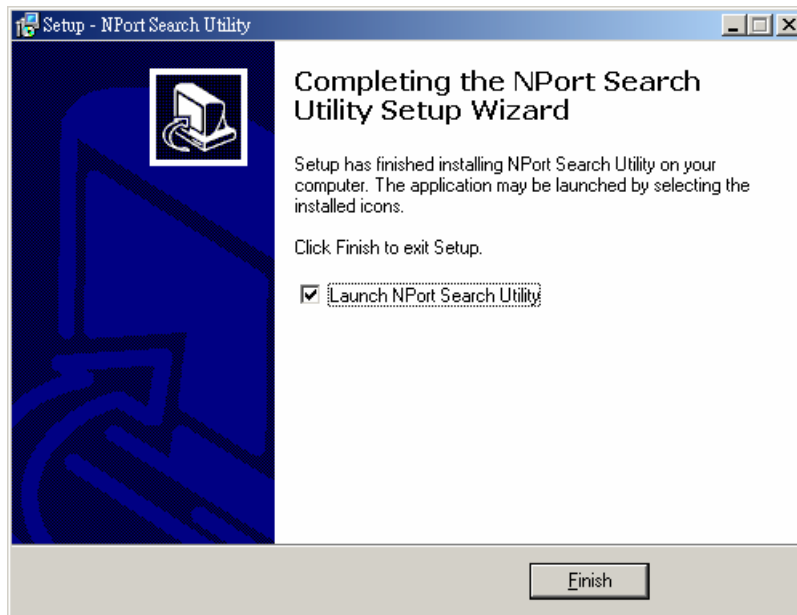 Setup - NPort Search Utility
Completing the NPort Search
Utility Setup Wizard
Setup has finished installing NPort Search Utility on your
computer. The application may be launched by selecting the
installed icons.
Click Finish to exit Setup.
Launch NPort Search Utility
Finish